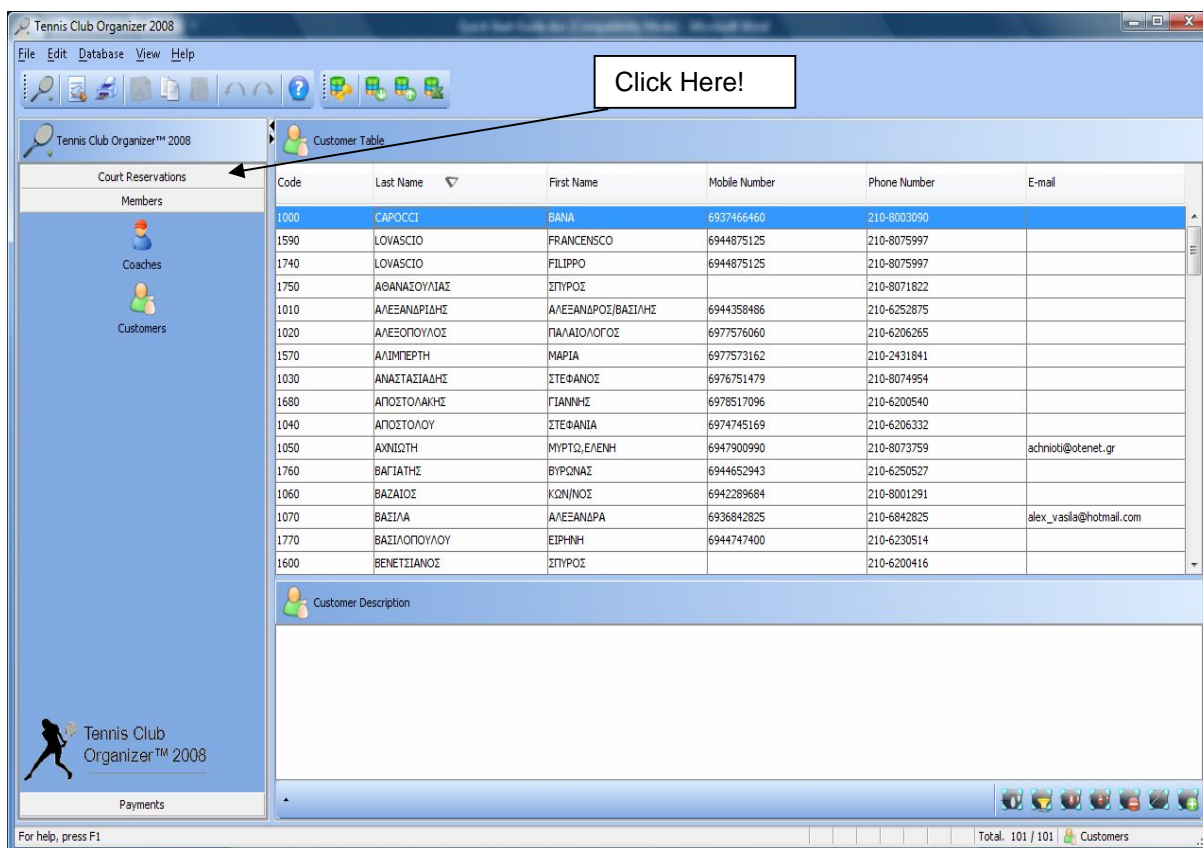 Tennis Club Organizer 2008
File Edit Database View Help
Click Here!
Tennis Club Organizer™ 2008
Court Reservations
Members
Coaches
Customers
Tennis Club
Organizer™ 2008
Payments
Customer Table
Code Last Name First Name Mobile Number Phone Number E-mail
1000 CAPOCCI BANA 6937466460 210-8003090
1590 LOVASCIO FRANCENSCO 6944875125 210-8075997
1740 LOVASCIO FILIPPO 6944875125 210-8075997
1750 ΑΘΑΝΑΣΟΥΛΙΑΣ ΣΠΥΡΟΣ 210-8071822
1010 ΑΛΕΞΑΝΔΡΙΔΗΣ ΑΛΕΞΑΝΔΡΟΣ/ΒΑΣΙΛΗΣ 6944358486 210-6252875
1020 ΑΛΕΞΟΠΟΥΛΟΣ ΠΑΛΑΙΟΛΟΓΟΣ 6977576060 210-6206265
1570 ΑΛΙΜΠΕΡΤΗ ΜΑΡΙΑ 6977573162 210-2431841
1030 ΑΝΑΣΤΑΣΙΑΔΗΣ ΣΤΕΦΑΝΟΣ 6976751479 210-8074954
1680 ΑΠΟΣΤΟΛΑΚΗΣ ΓΙΑΝΝΗΣ 6978517096 210-6200540
1040 ΑΠΟΣΤΟΛΟΥ ΣΤΕΦΑΝΙΑ 6974745169 210-6206332
1050 ΑΧΝΙΩΤΗ ΜΥΡΤΩ,ΕΛΕΝΗ 6947900990 210-8073759 achnioti@otenet.gr
1760 ΒΑΓΙΑΤΗΣ ΒΥΡΩΝΑΣ 6944652943 210-6250527
1060 ΒΑΖΑΙΟΣ ΚΩΝ/ΝΟΣ 6942289684 210-8001291
1070 ΒΑΣΙΛΑ ΑΛΕΞΑΝΔΡΑ 6936842825 210-6842825 alex_vasila@hotmail.com
1770 ΒΑΣΙΛΟΠΟΥΛΟΥ ΕΙΡΗΝΗ 6944747400 210-6230514
1600 ΒΕΝΕΤΣΙΑΝΟΣ ΣΠΥΡΟΣ 210-6200416
Customer Description
For help, press F1
Total. 101 / 101 Customers